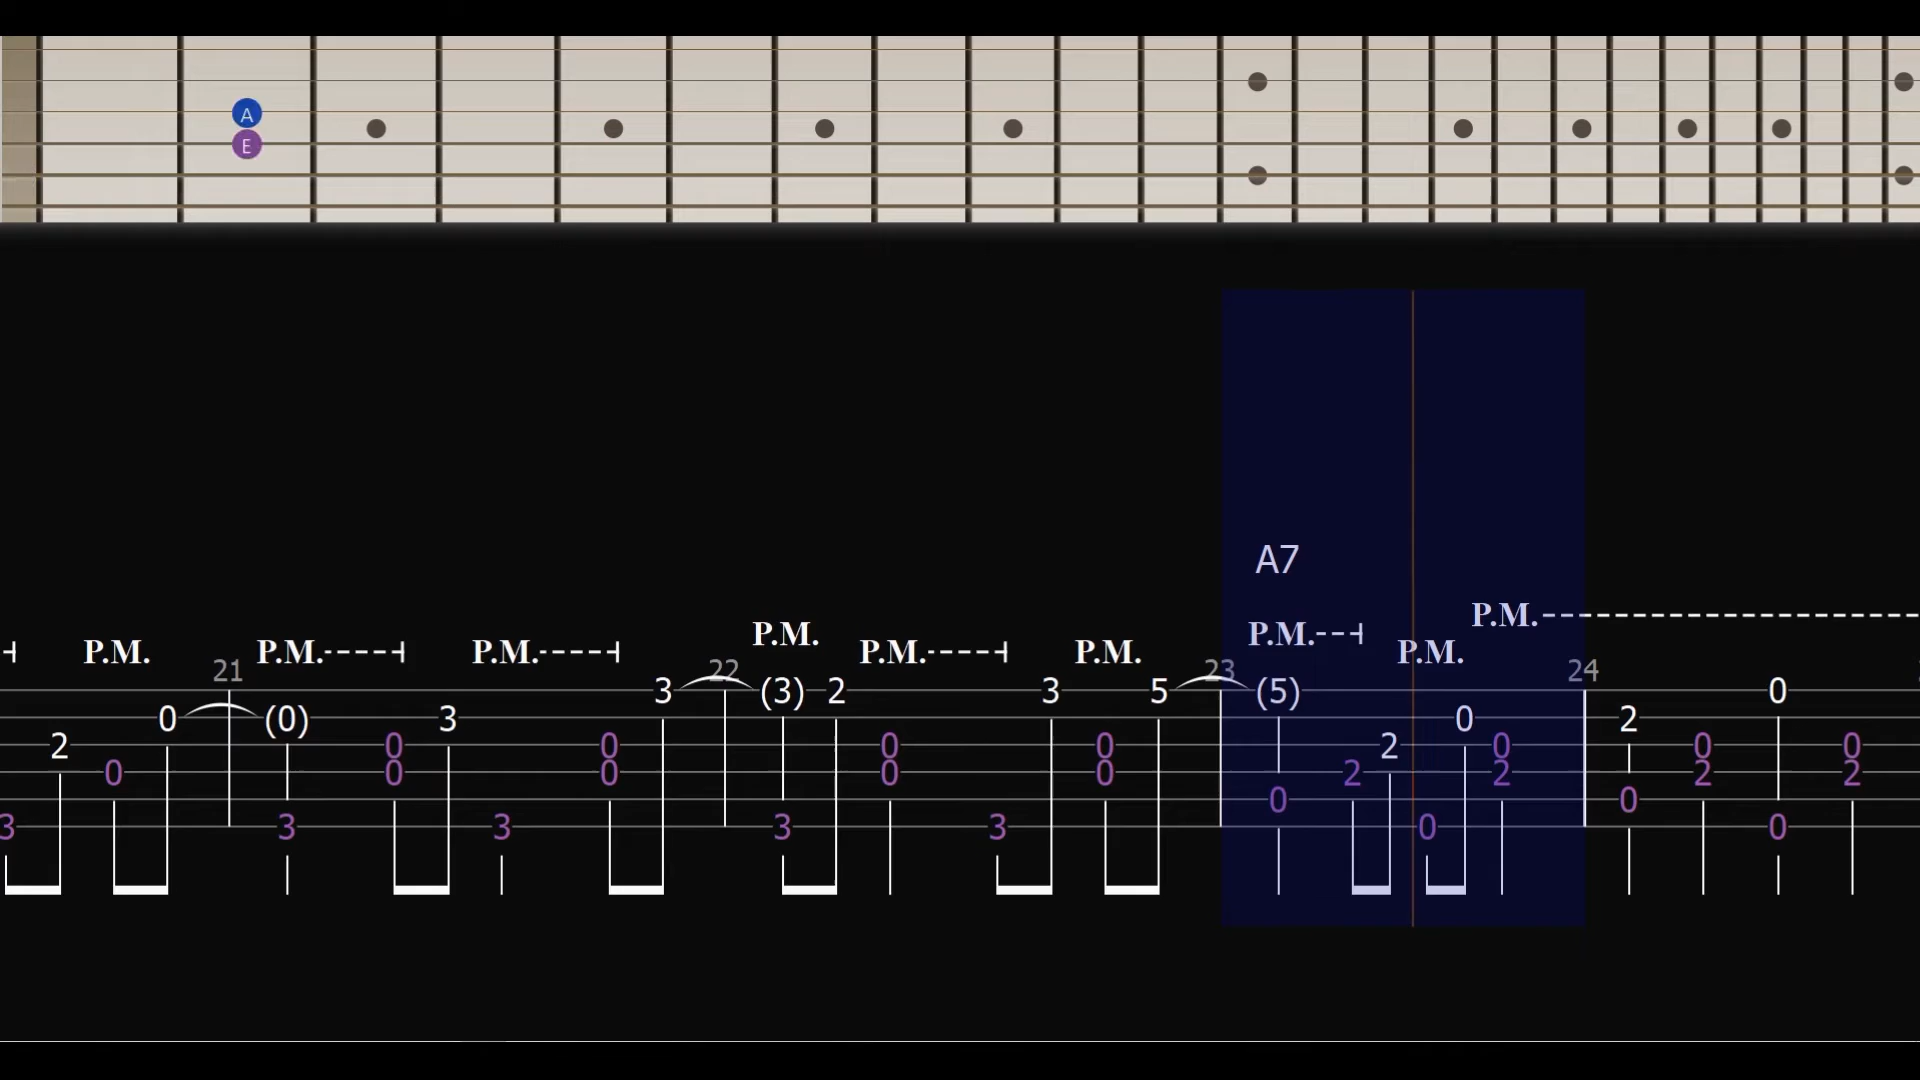 A
E
A7
P.M.------
P.M. P.M.-----| P.M.-----| P.M. P.M.-----| P.M. P.M.--| P.M.
21 22 23 24
3 (3) 2 3 5 (5) 0
0 (0) 3 0 2
2 0 0 0 0 2 0 0 0
0 0 0 0 0 2 2 2 2
0 0
3 3 3 3 3 0 0